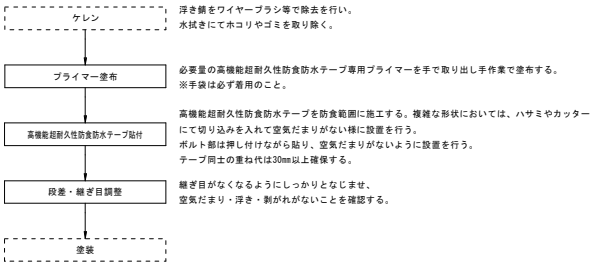 ケレン
浮き錆をワイヤーブラシ等で除去を行い。
水拭きにてホコリやゴミを取り除く。
プライマー塗布
必要量の高機能超耐久性防食防水テープ専用プライマーを手で取り出し手作業で塗布する。
※手袋は必ず着用のこと。
高機能超耐久性防食防水テープ貼付
高機能超耐久性防食防水テープを防食範囲に施工する。複雑な形状においては、ハサミやカッター
にて切り込みを入れて空気だまりがない様に設置を行う。
ボルト部は押し付けながら貼り、空気だまりがないように設置を行う。
テープ同士の重ね代は30mm以上確保する。
段差・継ぎ目調整
継ぎ目がなくなるようにしっかりとなじませ、
空気だまり・浮き・剥がれがないことを確認する。
塗装